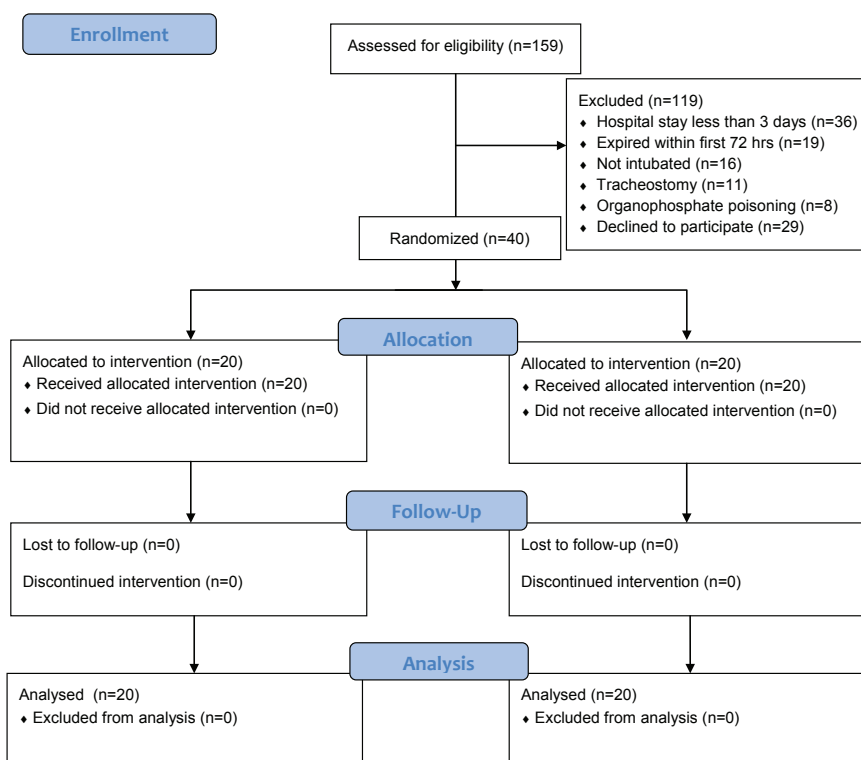 Enrollment
Assessed for eligibility (n=159)
Excluded (n=119)
♦ Hospital stay less than 3 days (n=36)
♦ Expired within first 72 hrs (n=19)
♦ Not intubated (n=16)
♦ Tracheostomy (n=11)
♦ Organophosphate poisoning (n=8)
♦ Declined to participate (n=29)
Randomized (n=40)
Allocation
Allocated to intervention (n=20)
♦ Received allocated intervention (n=20)
♦ Did not receive allocated intervention (n=0)
Allocated to intervention (n=20)
♦ Received allocated intervention (n=20)
♦ Did not receive allocated intervention (n=0)
Follow-Up
Lost to follow-up (n=0)
Discontinued intervention (n=0)
Lost to follow-up (n=0)
Discontinued intervention (n=0)
Analysis
Analysed (n=20)
♦ Excluded from analysis (n=0)
Analysed (n=20)
♦ Excluded from analysis (n=0)